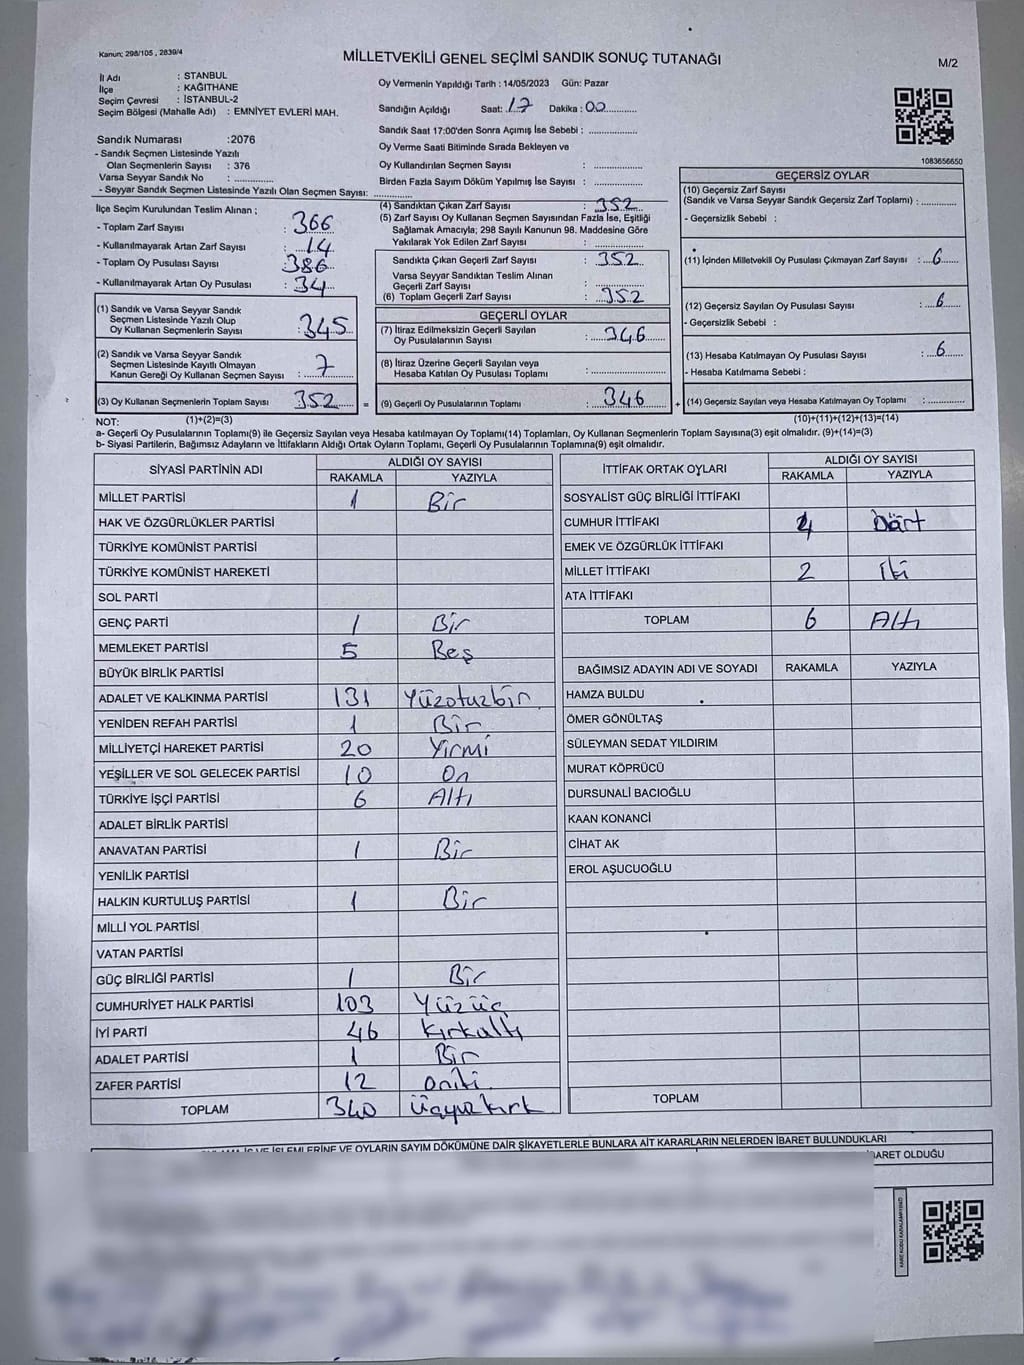 Kanun; 298/105 , 2839/4
MİLLETVEKİLİ GENEL SEÇİMİ SANDIK SONUÇ TUTANAĞI
M/2
İl Adı : STANBUL
İlçe : KAĞITHANE
Seçim Çevresi : İSTANBUL-2
Seçim Bölgesi (Mahalle Adı) : EMNİYET EVLERİ MAH.
Oy Vermenin Yapıldığı Tarih : 14/05/2023 Gün: Pazar
Sandığın Açıldığı Saat: 17 Dakika : 00
Sandık Saat 17:00'den Sonra Açımış İse Sebebi :
Oy Verme Saati Bitiminde Sırada Bekleyen ve
Oy Kullandırılan Seçmen Sayısı :
Birden Fazla Sayım Döküm Yapılmış İse Sayısı :
1083656650
Sandık Numarası :2076
- Sandık Seçmen Listesinde Yazılı
Olan Seçmenlerin Sayısı : 376
Varsa Seyyar Sandık No :
- Seyyar Sandık Seçmen Listesinde Yazılı Olan Seçmen Sayısı:
İlçe Seçim Kurulundan Teslim Alınan ;
- Toplam Zarf Sayısı : 366
- Kullanılmayarak Artan Zarf Sayısı : 14
- Toplam Oy Pusulası Sayısı : 386
- Kullanılmayarak Artan Oy Pusulası : 34
(1) Sandık ve Varsa Seyyar Sandık
Seçmen Listesinde Yazılı Olup
Oy Kullanan Seçmenlerin Sayısı : 345
(2) Sandık ve Varsa Seyyar Sandık
Seçmen Listesinde Kayıtlı Olmayan
Kanun Gereği Oy Kullanan Seçmen Sayısı : 7
(3) Oy Kullanan Seçmenlerin Toplam Sayısı 352
(4) Sandıktan Çıkan Zarf Sayısı : 352
(5) Zarf Sayısı Oy Kullanan Seçmen Sayısından Fazla İse, Eşitliği
Sağlamak Amacıyla; 298 Sayılı Kanunun 98. Maddesine Göre
Yakılarak Yok Edilen Zarf Sayısı :
Sandıkta Çıkan Geçerli Zarf Sayısı : 352
Varsa Seyyar Sandıktan Teslim Alınan
Geçerli Zarf Sayısı :
(6) Toplam Geçerli Zarf Sayısı : 352
GEÇERLİ OYLAR
(7) İtiraz Edilmeksizin Geçerli Sayılan
Oy Pusulalarının Sayısı : 346
(8) İtiraz Üzerine Geçerli Sayılan veya
Hesaba Katılan Oy Pusulası Toplamı :
= (9) Geçerli Oy Pusulalarının Toplamı : 346
GEÇERSİZ OYLAR
(10) Geçersiz Zarf Sayısı
(Sandık ve Varsa Seyyar Sandık Geçersiz Zarf Toplamı) :
- Geçersizlik Sebebi :
(11) İçinden Milletvekili Oy Pusulası Çıkmayan Zarf Sayısı : 6
(12) Geçersiz Sayılan Oy Pusulası Sayısı : 6
- Geçersizlik Sebebi :
(13) Hesaba Katılmayan Oy Pusulası Sayısı : 6
- Hesaba Katılmama Sebebi :
+ (14) Geçersiz Sayılan veya Hesaba Katılmayan Oy Toplamı :
NOT: (1)+(2)=(3) (10)+(11)+(12)+(13)=(14)
a- Geçerli Oy Pusulalarının Toplamı(9) ile Geçersiz Sayılan veya Hesaba katılmayan Oy Toplamı(14) Toplamları, Oy Kullanan Seçmenlerin Toplam Sayısına(3) eşit olmalıdır. (9)+(14)=(3)
b- Siyasi Partilerin, Bağımsız Adayların ve İttifakların Aldığı Ortak Oyların Toplamı, Geçerli Oy Pusulalarının Toplamına(9) eşit olmalıdır.
SİYASİ PARTİNİN ADI ALDIĞI OY SAYISI
RAKAMLA YAZIYLA
MİLLET PARTİSİ 1 Bir
HAK VE ÖZGÜRLÜKLER PARTİSİ
TÜRKİYE KOMÜNİST PARTİSİ
TÜRKİYE KOMÜNİST HAREKETİ
SOL PARTİ
GENÇ PARTİ 1 Bir
MEMLEKET PARTİSİ 5 Beş
BÜYÜK BİRLİK PARTİSİ
ADALET VE KALKINMA PARTİSİ 131 Yüzotuzbir
YENİDEN REFAH PARTİSİ 1 Bir
MİLLİYETÇİ HAREKET PARTİSİ 20 Yirmi
YEŞİLLER VE SOL GELECEK PARTİSİ 10 On
TÜRKİYE İŞÇİ PARTİSİ 6 Altı
ADALET BİRLİK PARTİSİ
ANAVATAN PARTİSİ 1 Bir
YENİLİK PARTİSİ
HALKIN KURTULUŞ PARTİSİ 1 Bir
MİLLİ YOL PARTİSİ
VATAN PARTİSİ
GÜÇ BİRLİĞİ PARTİSİ 1 Bir
CUMHURİYET HALK PARTİSİ 103 Yüzüç
İYİ PARTİ 46 Kırkaltı
ADALET PARTİSİ 1 Bir
ZAFER PARTİSİ 12 oniki
TOPLAM 340 Üçyüzkırk
İTTİFAK ORTAK OYLARI ALDIĞI OY SAYISI
RAKAMLA YAZIYLA
SOSYALİST GÜÇ BİRLİĞİ İTTİFAKI
CUMHUR İTTİFAKI 4 Dört
EMEK VE ÖZGÜRLÜK İTTİFAKI
MİLLET İTTİFAKI 2 İki
ATA İTTİFAKI
TOPLAM 6 Altı
BAĞIMSIZ ADAYIN ADI VE SOYADI RAKAMLA YAZIYLA
HAMZA BULDU
ÖMER GÖNÜLTAŞ
SÜLEYMAN SEDAT YILDIRIM
MURAT KÖPRÜCÜ
DURSUNALİ BACIOĞLU
KAAN KONANCİ
CİHAT AK
EROL AŞUCUOĞLU
TOPLAM
İŞLEMLERİNE VE OYLARIN SAYIM DÖKÜMÜNE DAİR ŞİKAYETLERLE BUNLARA AİT KARARLARIN NELERDEN İBARET BULUNDUKLARI
İBARET OLDUĞU